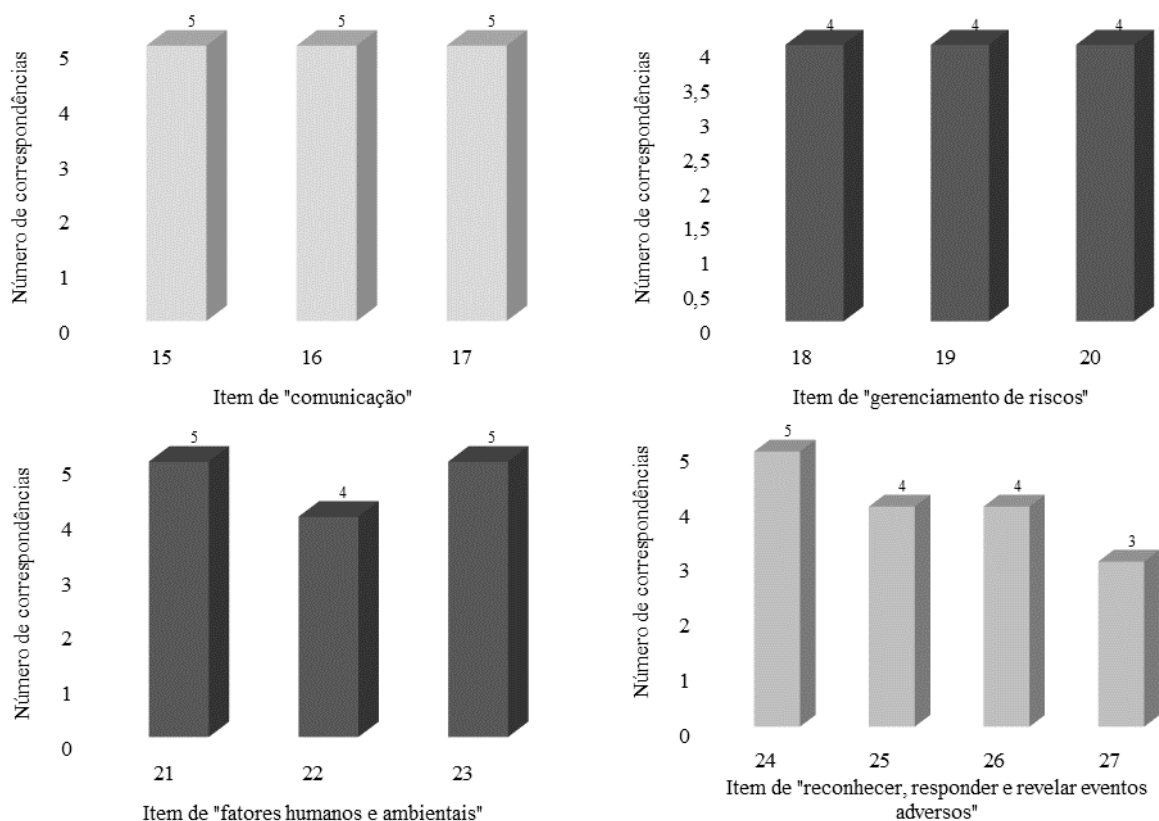 5 5 5
Número de correspondências
5
4
3
2
1
0
15 16 17
Item de "comunicação"
4 4 4
Número de correspondências
4
3,5
3
2,5
2
1,5
1
0,5
0
18 19 20
Item de "gerenciamento de riscos"
5 4 5
Número de correspondências
5
4
3
2
1
0
21 22 23
Item de "fatores humanos e ambientais"
5 4 4 3
Número de correspondências
5
4
3
2
1
0
24 25 26 27
Item de "reconhecer, responder e revelar eventos
adversos"